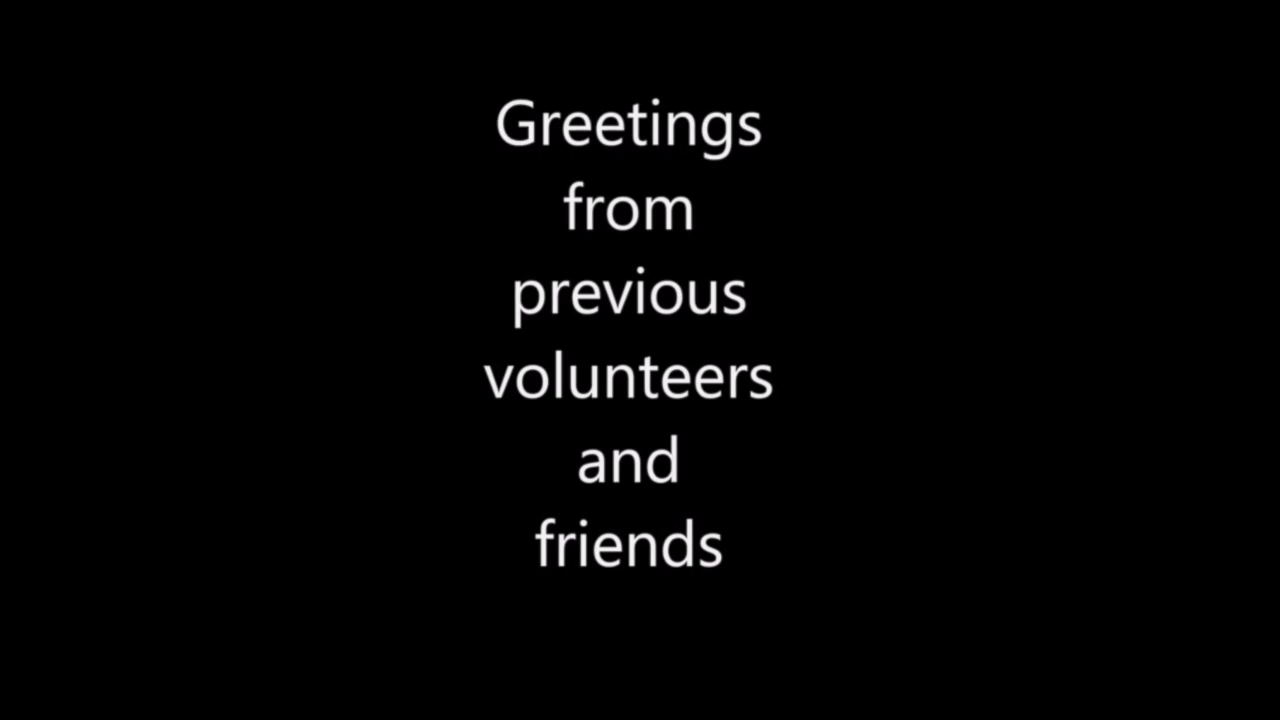 Greetings
from
previous
volunteers
and
friends